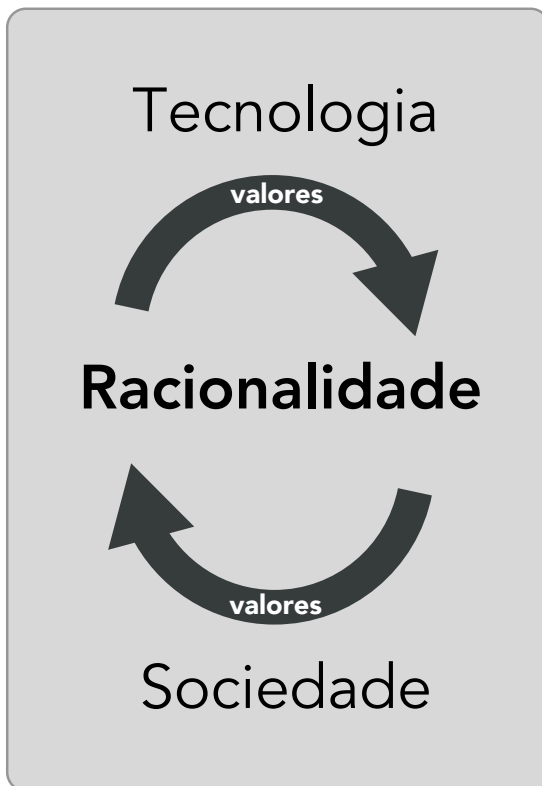 Tecnologia
valores
Racionalidade
valores
Sociedade